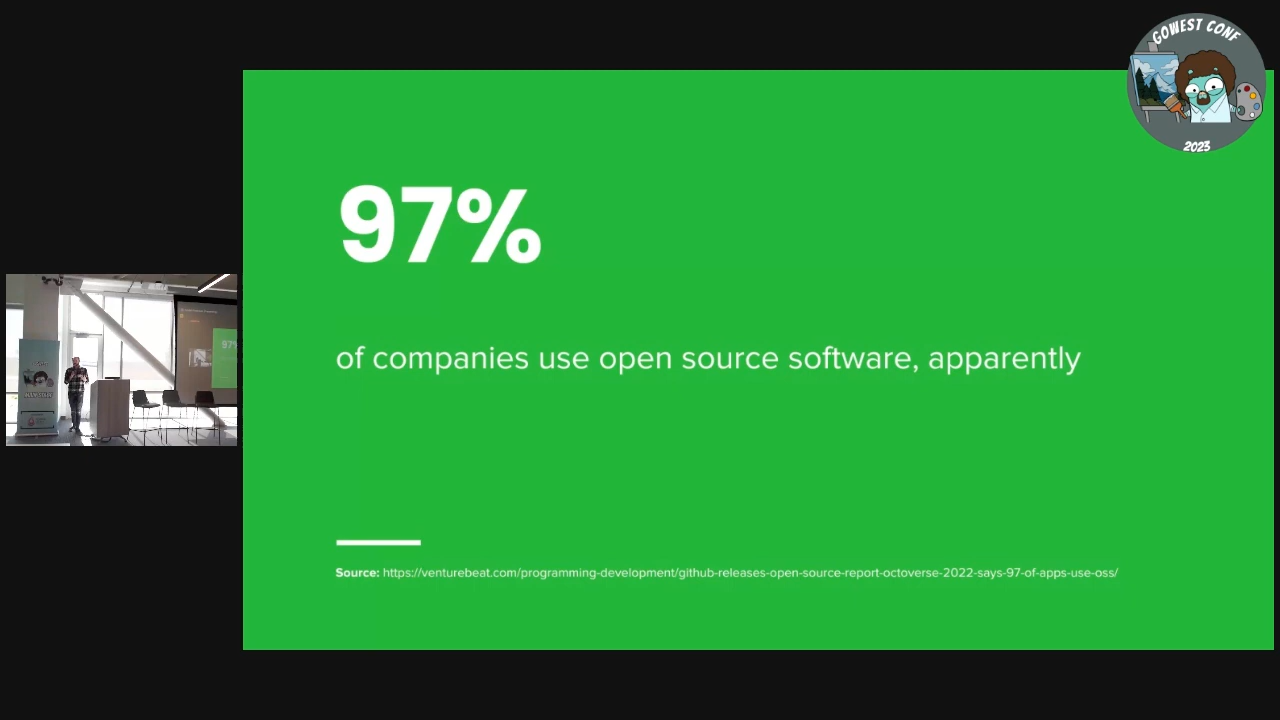 GOWEST CONF
2023
97%
of companies use open source software, apparently
Source: https://venturebeat.com/programming-development/github-releases-open-source-report-octoverse-2022-says-97-of-apps-use-oss/
97%